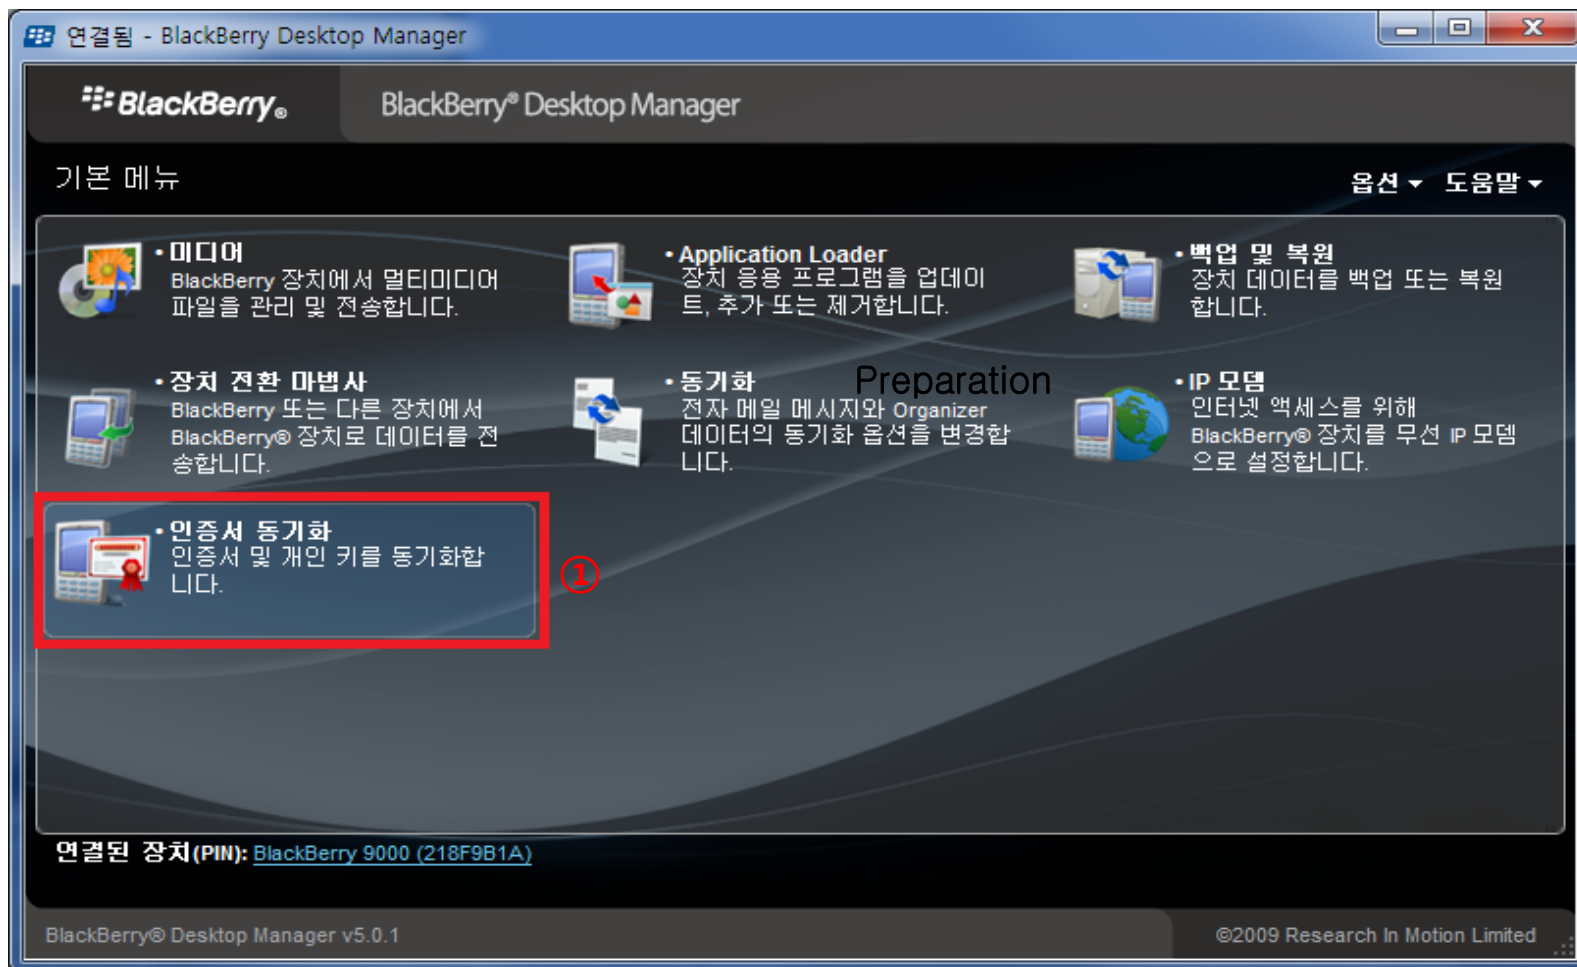 연결됨 - BlackBerry Desktop Manager
BlackBerry® BlackBerry® Desktop Manager
기본 메뉴
옵션 도움말
• 미디어
BlackBerry 장치에서 멀티미디어
파일을 관리 및 전송합니다.
• Application Loader
장치 응용 프로그램을 업데이
트, 추가 또는 제거합니다.
• 백업 및 복원
장치 데이터를 백업 또는 복원
합니다.
• 장치 전환 마법사
BlackBerry 또는 다른 장치에서
BlackBerry® 장치로 데이터를 전
송합니다.
• 동기화
전자 메일 메시지와 Organizer
데이터의 동기화 옵션을 변경합
니다.
Preparation
• IP 모뎀
인터넷 액세스를 위해
BlackBerry® 장치를 무선 IP 모뎀
으로 설정합니다.
• 인증서 동기화
인증서 및 개인 키를 동기화합
니다.
①
연결된 장치(PIN): BlackBerry 9000 (218F9B1A)
BlackBerry® Desktop Manager v5.0.1
©2009 Research In Motion Limited